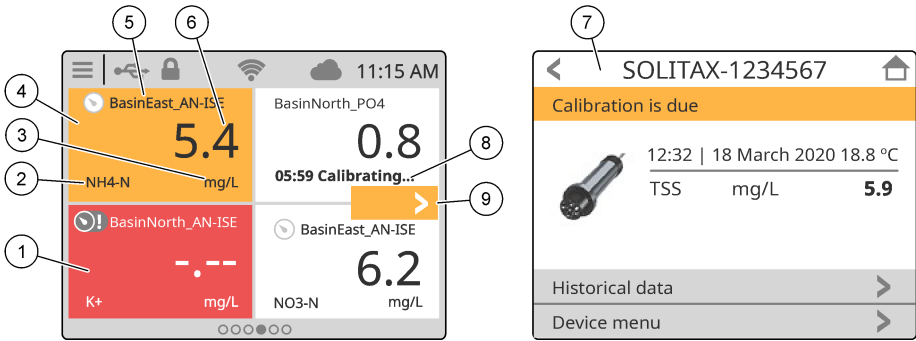 5
6
7
11:15 AM
SOLITAX-1234567
4
BasinEast_AN-ISE
BasinNorth_PO4
Calibration is due
5.4
0.8
3
8
12:32 | 18 March 2020 18.8 ºC
05:59 Calibrating...
2
NH4-N
mg/L
TSS
mg/L
5.9
9
BasinNorth_AN-ISE
BasinEast_AN-ISE
1
-.--
6.2
K+
mg/L
NO3-N
mg/L
Historical data
Device menu